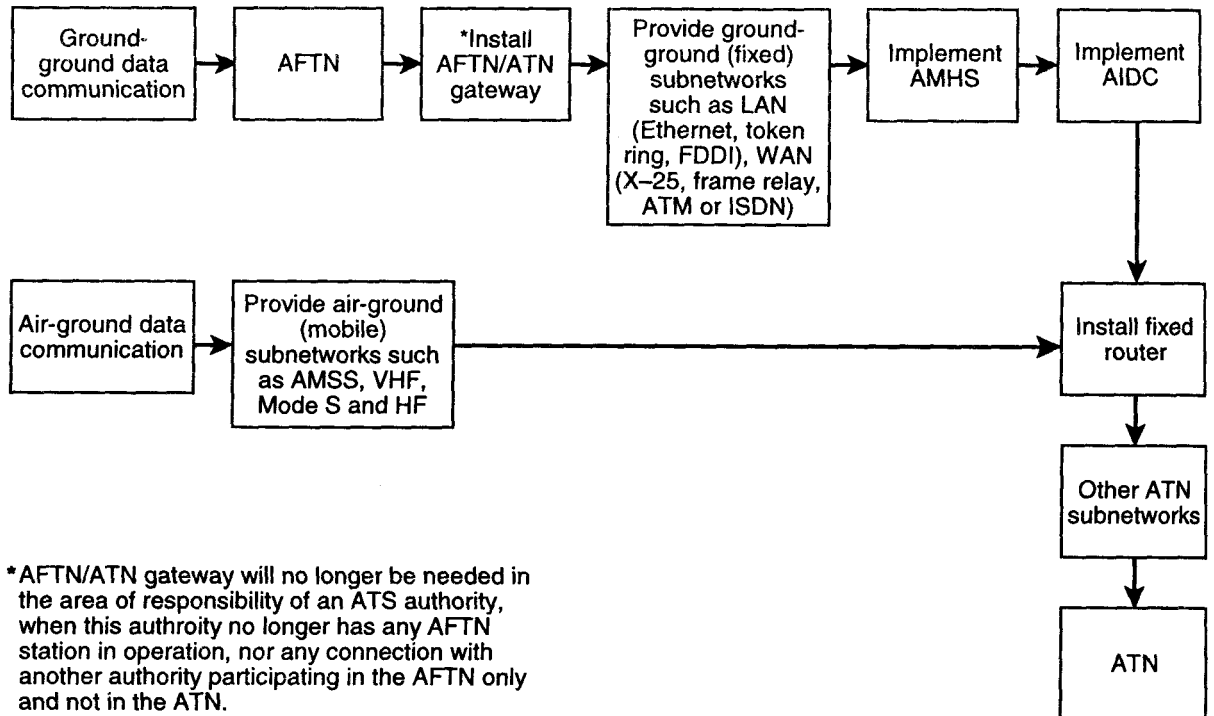 Ground-
ground data
communication
AFTN
*Install
AFTN/ATN
gateway
Provide ground-
ground (fixed)
subnetworks
such as LAN
(Ethernet, token
ring, FDDI), WAN
(X–25, frame relay,
ATM or ISDN)
Implement
AMHS
Implement
AIDC
Air-ground data
communication
Provide air-ground
(mobile)
subnetworks such
as AMSS, VHF,
Mode S and HF
Install fixed
router
Other ATN
subnetworks
ATN
*AFTN/ATN gateway will no longer be needed in
the area of responsibility of an ATS authority,
when this authroity no longer has any AFTN
station in operation, nor any connection with
another authority participating in the AFTN only
and not in the ATN.